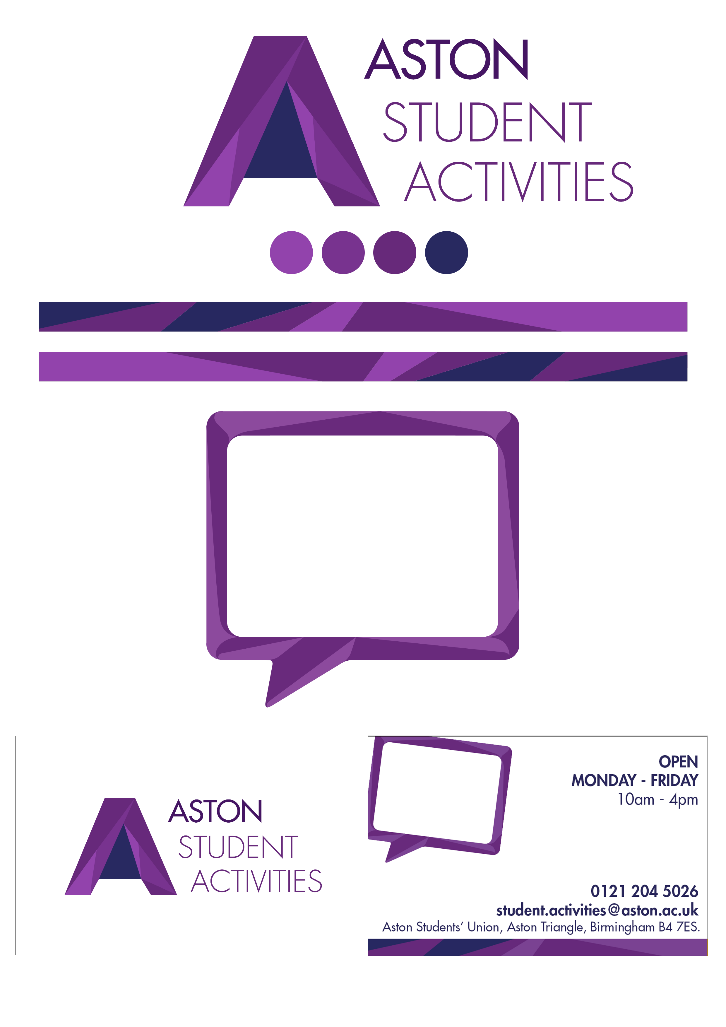 ASTON
STUDENT
ACTIVITIES
ASTON
STUDENT
ACTIVITIES
OPEN
MONDAY - FRIDAY
10am - 4pm
0121 204 5026
student.activities@aston.ac.uk
Aston Students' Union, Aston Triangle, Birmingham B4 7ES.